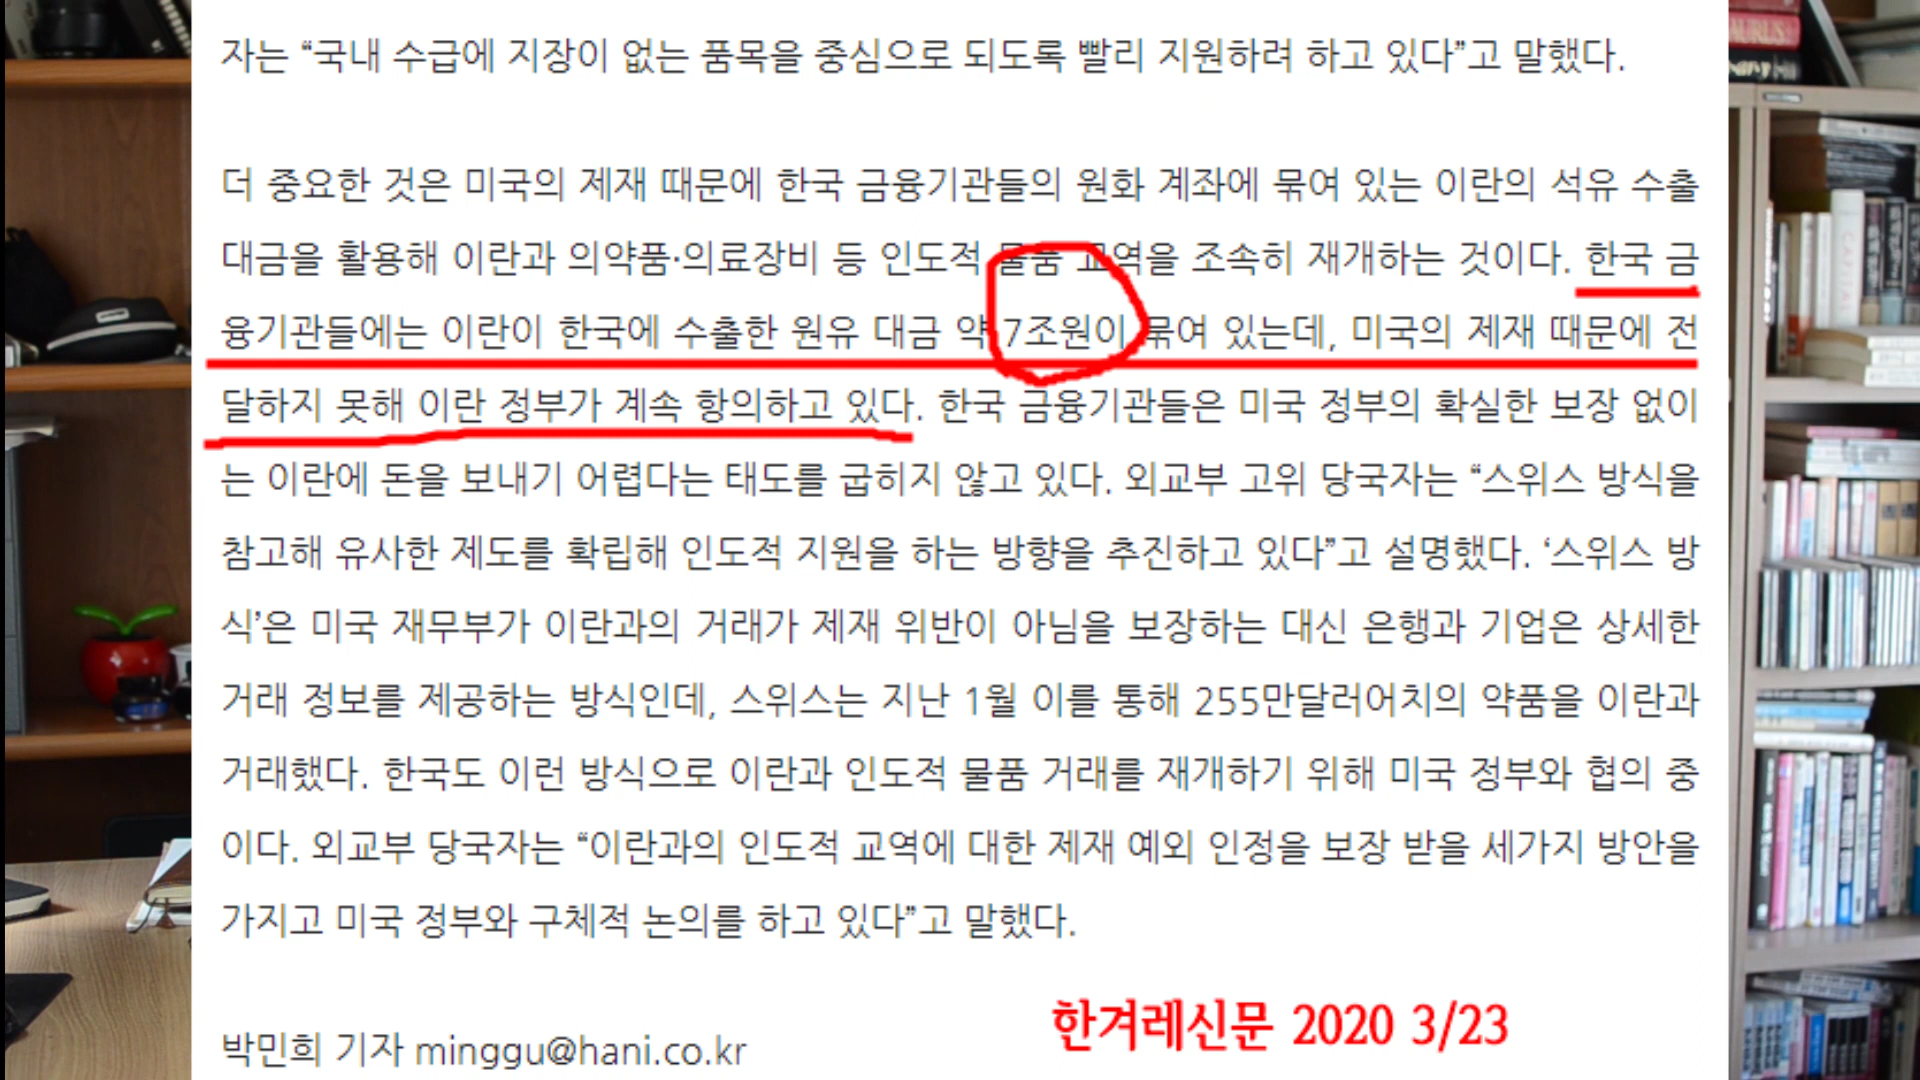 자는 “국내 수급에 지장이 없는 품목을 중심으로 되도록 빨리 지원하려 하고 있다”고 말했다.
더 중요한 것은 미국의 제재 때문에 한국 금융기관들의 원화 계좌에 묶여 있는 이란의 석유 수출
대금을 활용해 이란과 의약품·의료장비 등 인도적 물품 교역을 조속히 재개하는 것이다. 한국 금
융기관들에는 이란이 한국에 수출한 원유 대금 약 7조원이 묶여 있는데, 미국의 제재 때문에 전
달하지 못해 이란 정부가 계속 항의하고 있다. 한국 금융기관들은 미국 정부의 확실한 보장 없이
는 이란에 돈을 보내기 어렵다는 태도를 굽히지 않고 있다. 외교부 고위 당국자는 “스위스 방식을
참고해 유사한 제도를 확립해 인도적 지원을 하는 방향을 추진하고 있다”고 설명했다. ‘스위스 방
식’은 미국 재무부가 이란과의 거래가 제재 위반이 아님을 보장하는 대신 은행과 기업은 상세한
거래 정보를 제공하는 방식인데, 스위스는 지난 1월 이를 통해 255만달러어치의 약품을 이란과
거래했다. 한국도 이런 방식으로 이란과 인도적 물품 거래를 재개하기 위해 미국 정부와 협의 중
이다. 외교부 당국자는 “이란과의 인도적 교역에 대한 제재 예외 인정을 보장 받을 세가지 방안을
가지고 미국 정부와 구체적 논의를 하고 있다”고 말했다.
한겨레신문 2020 3/23
박민희 기자 minggu@hani.co.kr